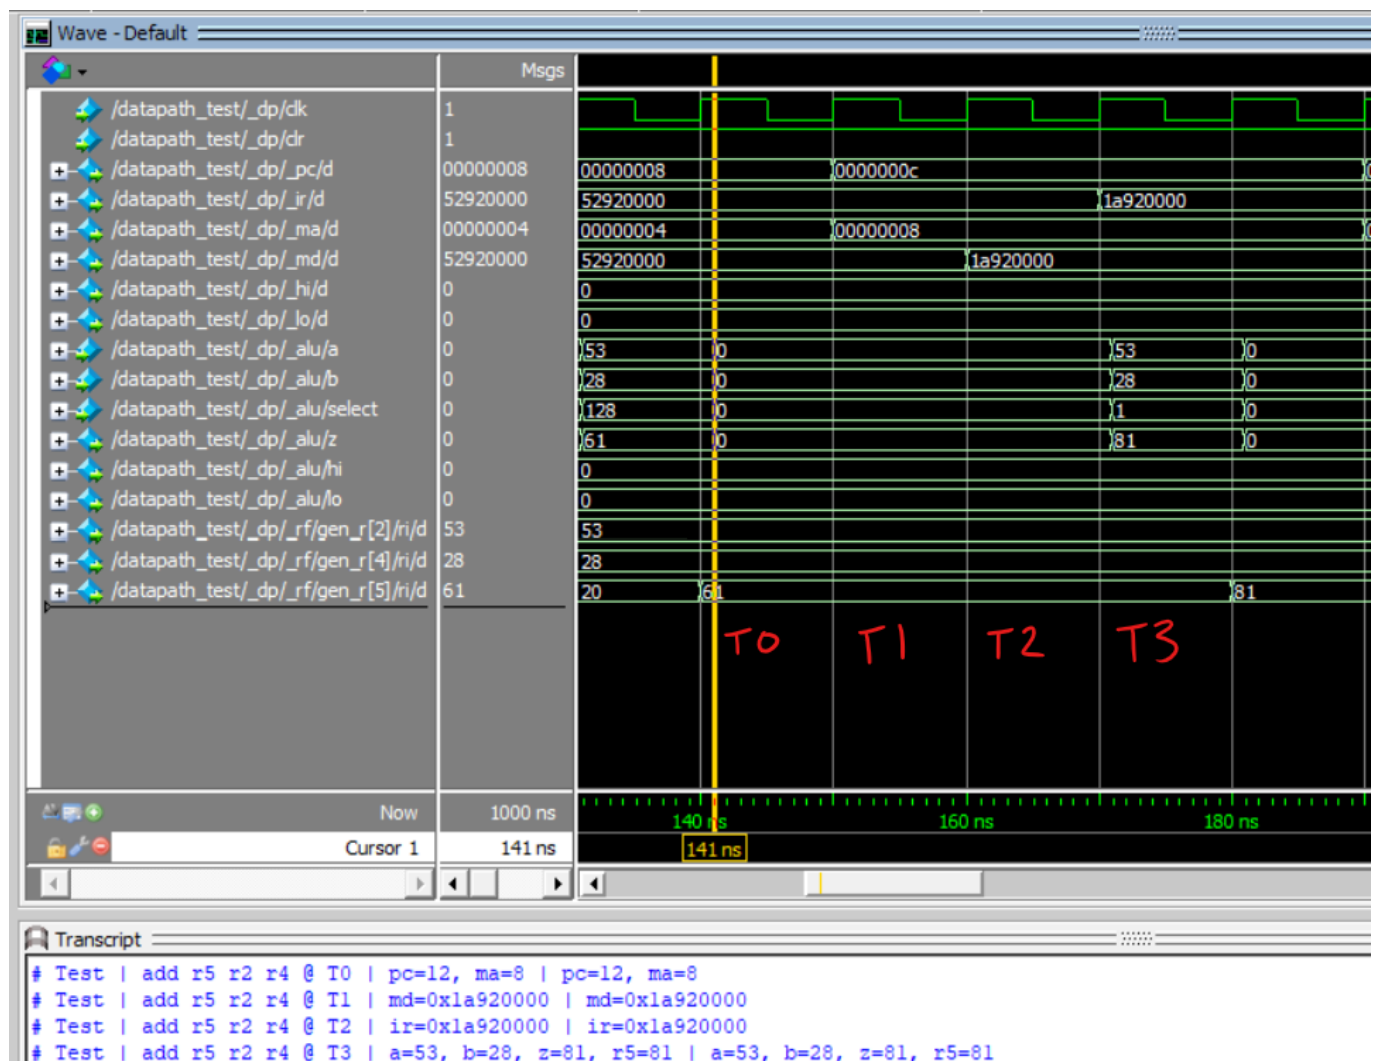 Wave - Default
Msgs
/datapath_test/_dp/clk 1
/datapath_test/_dp/clr 1
/datapath_test/_dp/_pc/d 00000008 00000008 0000000c
/datapath_test/_dp/_ir/d 52920000 52920000 1a920000
/datapath_test/_dp/_ma/d 00000004 00000004 00000008
/datapath_test/_dp/_md/d 52920000 52920000 1a920000
/datapath_test/_dp/_hi/d 0 0
/datapath_test/_dp/_lo/d 0 0
/datapath_test/_dp/_alu/a 0 53 0 53 0
/datapath_test/_dp/_alu/b 0 28 0 28 0
/datapath_test/_dp/_alu/select 0 128 0 1 0
/datapath_test/_dp/_alu/z 0 61 0 81 0
/datapath_test/_dp/_alu/hi 0 0
/datapath_test/_dp/_alu/lo 0 0
/datapath_test/_dp/_rf/gen_r[2]/ri/d 53 53
/datapath_test/_dp/_rf/gen_r[4]/ri/d 28 28
/datapath_test/_dp/_rf/gen_r[5]/ri/d 61 20 61 81
T0 T1 T2 T3
Now 1000 ns 140 ns 160 ns 180 ns
Cursor 1 141 ns 141 ns
Transcript
# Test | add r5 r2 r4 @ T0 | pc=12, ma=8 | pc=12, ma=8
# Test | add r5 r2 r4 @ T1 | md=0x1a920000 | md=0x1a920000
# Test | add r5 r2 r4 @ T2 | ir=0x1a920000 | ir=0x1a920000
# Test | add r5 r2 r4 @ T3 | a=53, b=28, z=81, r5=81 | a=53, b=28, z=81, r5=81